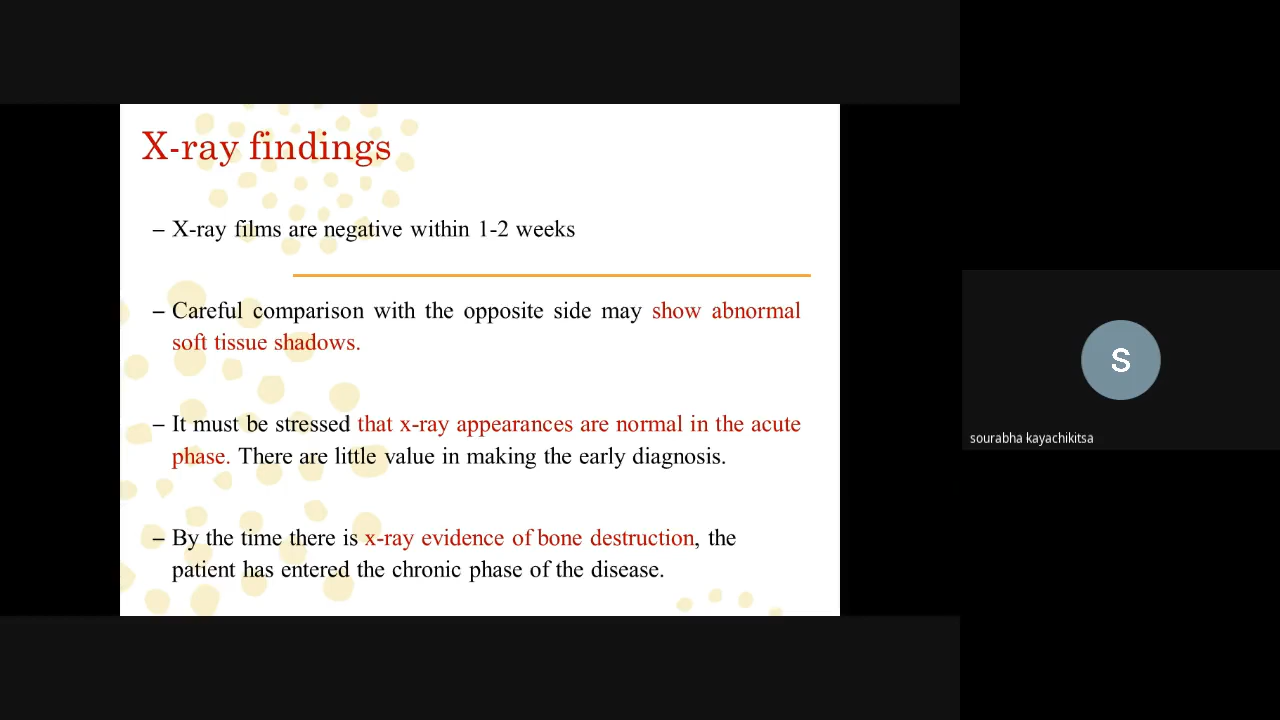 X-ray findings
– X-ray films are negative within 1-2 weeks
– Careful comparison with the opposite side may show abnormal
soft tissue shadows.
– It must be stressed that x-ray appearances are normal in the acute
phase. There are little value in making the early diagnosis.
– By the time there is x-ray evidence of bone destruction, the
patient has entered the chronic phase of the disease.
S
sourabha kayachikitsa